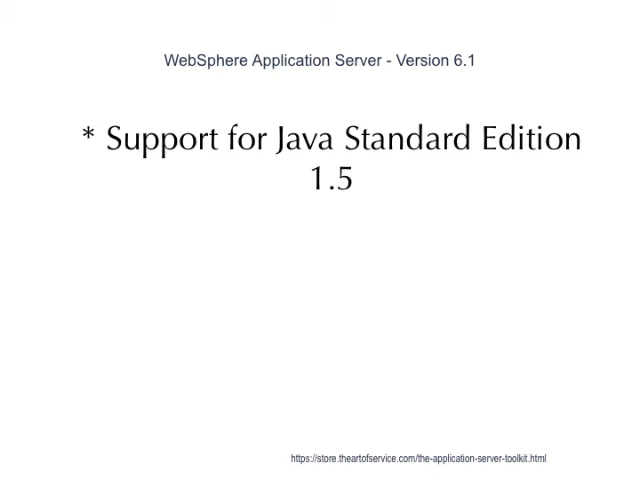 WebSphere Application Server - Version 6.1
* Support for Java Standard Edition
1.5
https://store.theartofservice.com/the-application-server-toolkit.html